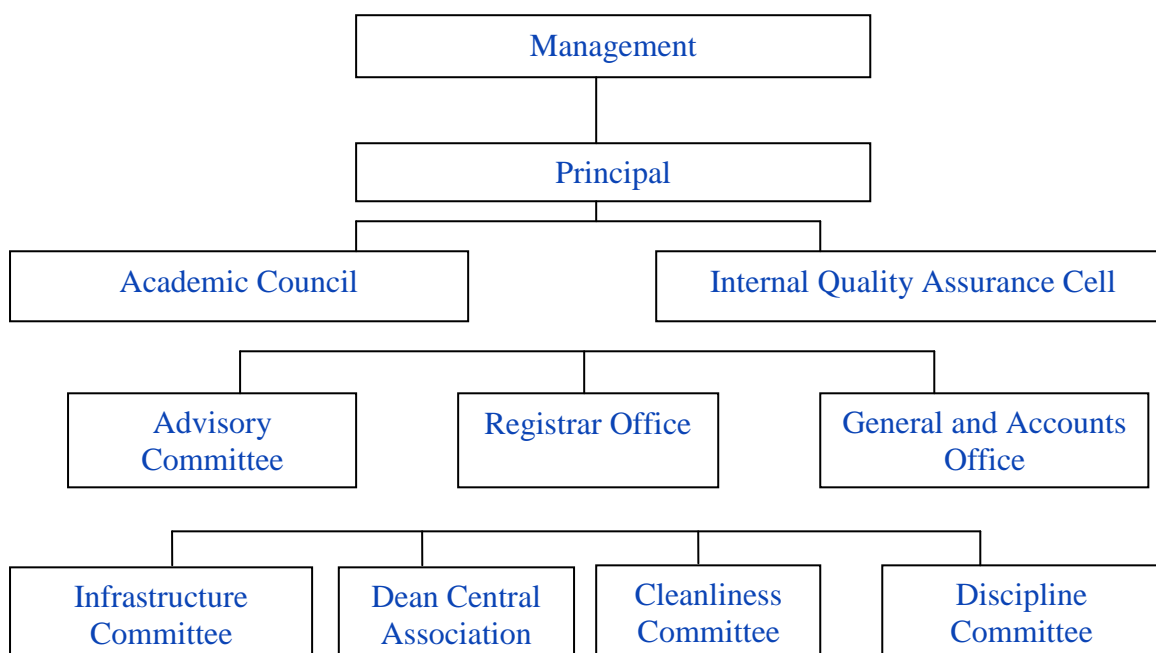 Management
Principal
Academic Council
Internal Quality Assurance Cell
Advisory
Committee
Registrar Office
General and Accounts
Office
Infrastructure
Committee
Dean Central
Association
Cleanliness
Committee
Discipline
Committee